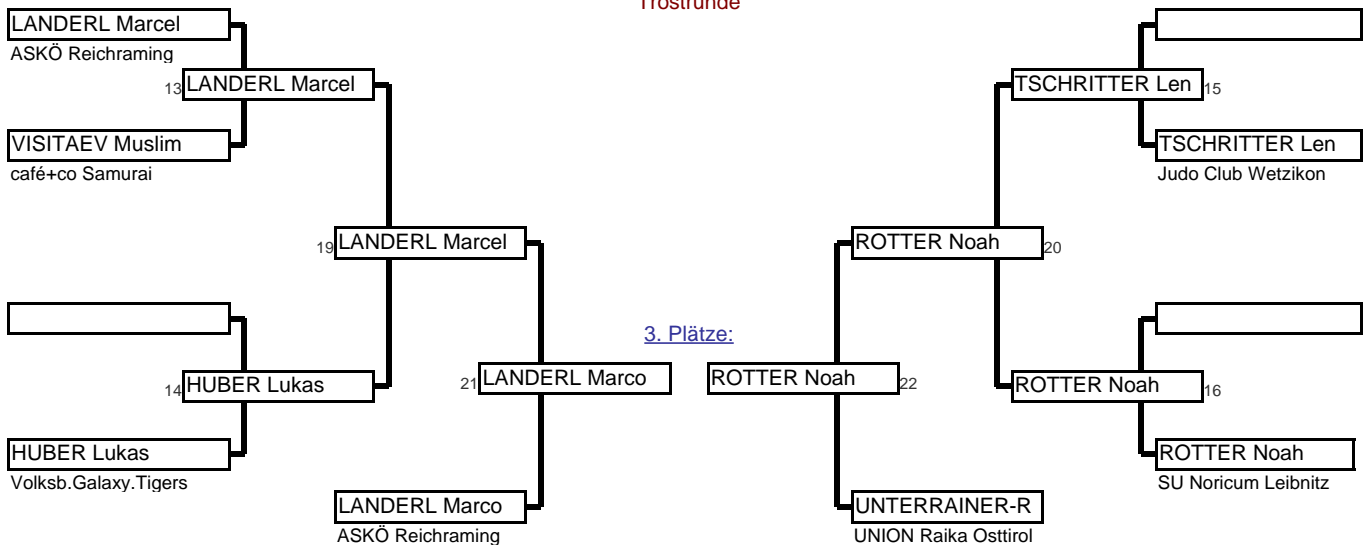 Trostrunde
LANDERL Marcel
ASKÖ Reichraming
13 LANDERL Marcel
VISITAEV Muslim
café+co Samurai
19 LANDERL Marcel
14 HUBER Lukas
HUBER Lukas
Volksb.Galaxy.Tigers
21 LANDERL Marco
LANDERL Marco
ASKÖ Reichraming
3. Plätze:
TSCHRITTER Len 15
TSCHRITTER Len
Judo Club Wetzikon
ROTTER Noah 20
ROTTER Noah 22
ROTTER Noah 16
ROTTER Noah
SU Noricum Leibnitz
UNTERRAINER-R
UNION Raika Osttirol